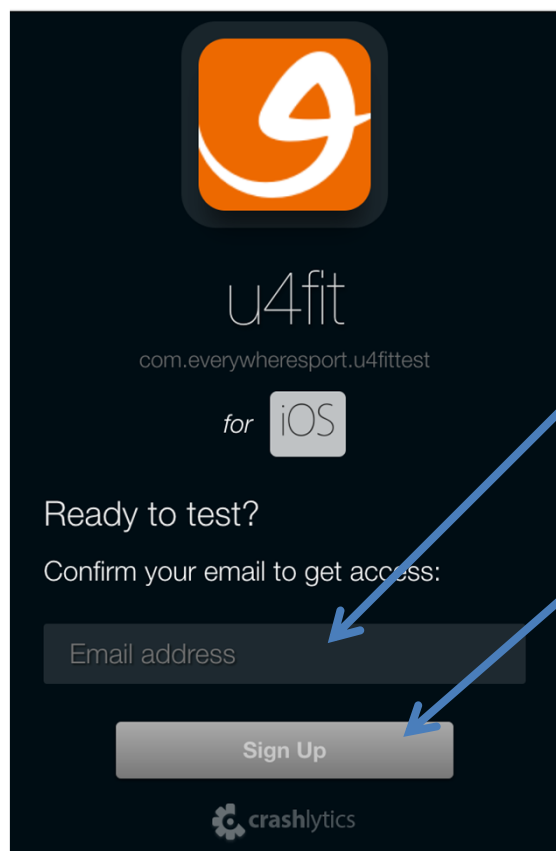 u4fit
com.everywheresport.u4fittest
for iOS
Ready to test?
Confirm your email to get access:
Email address
Sign Up
crashlytics